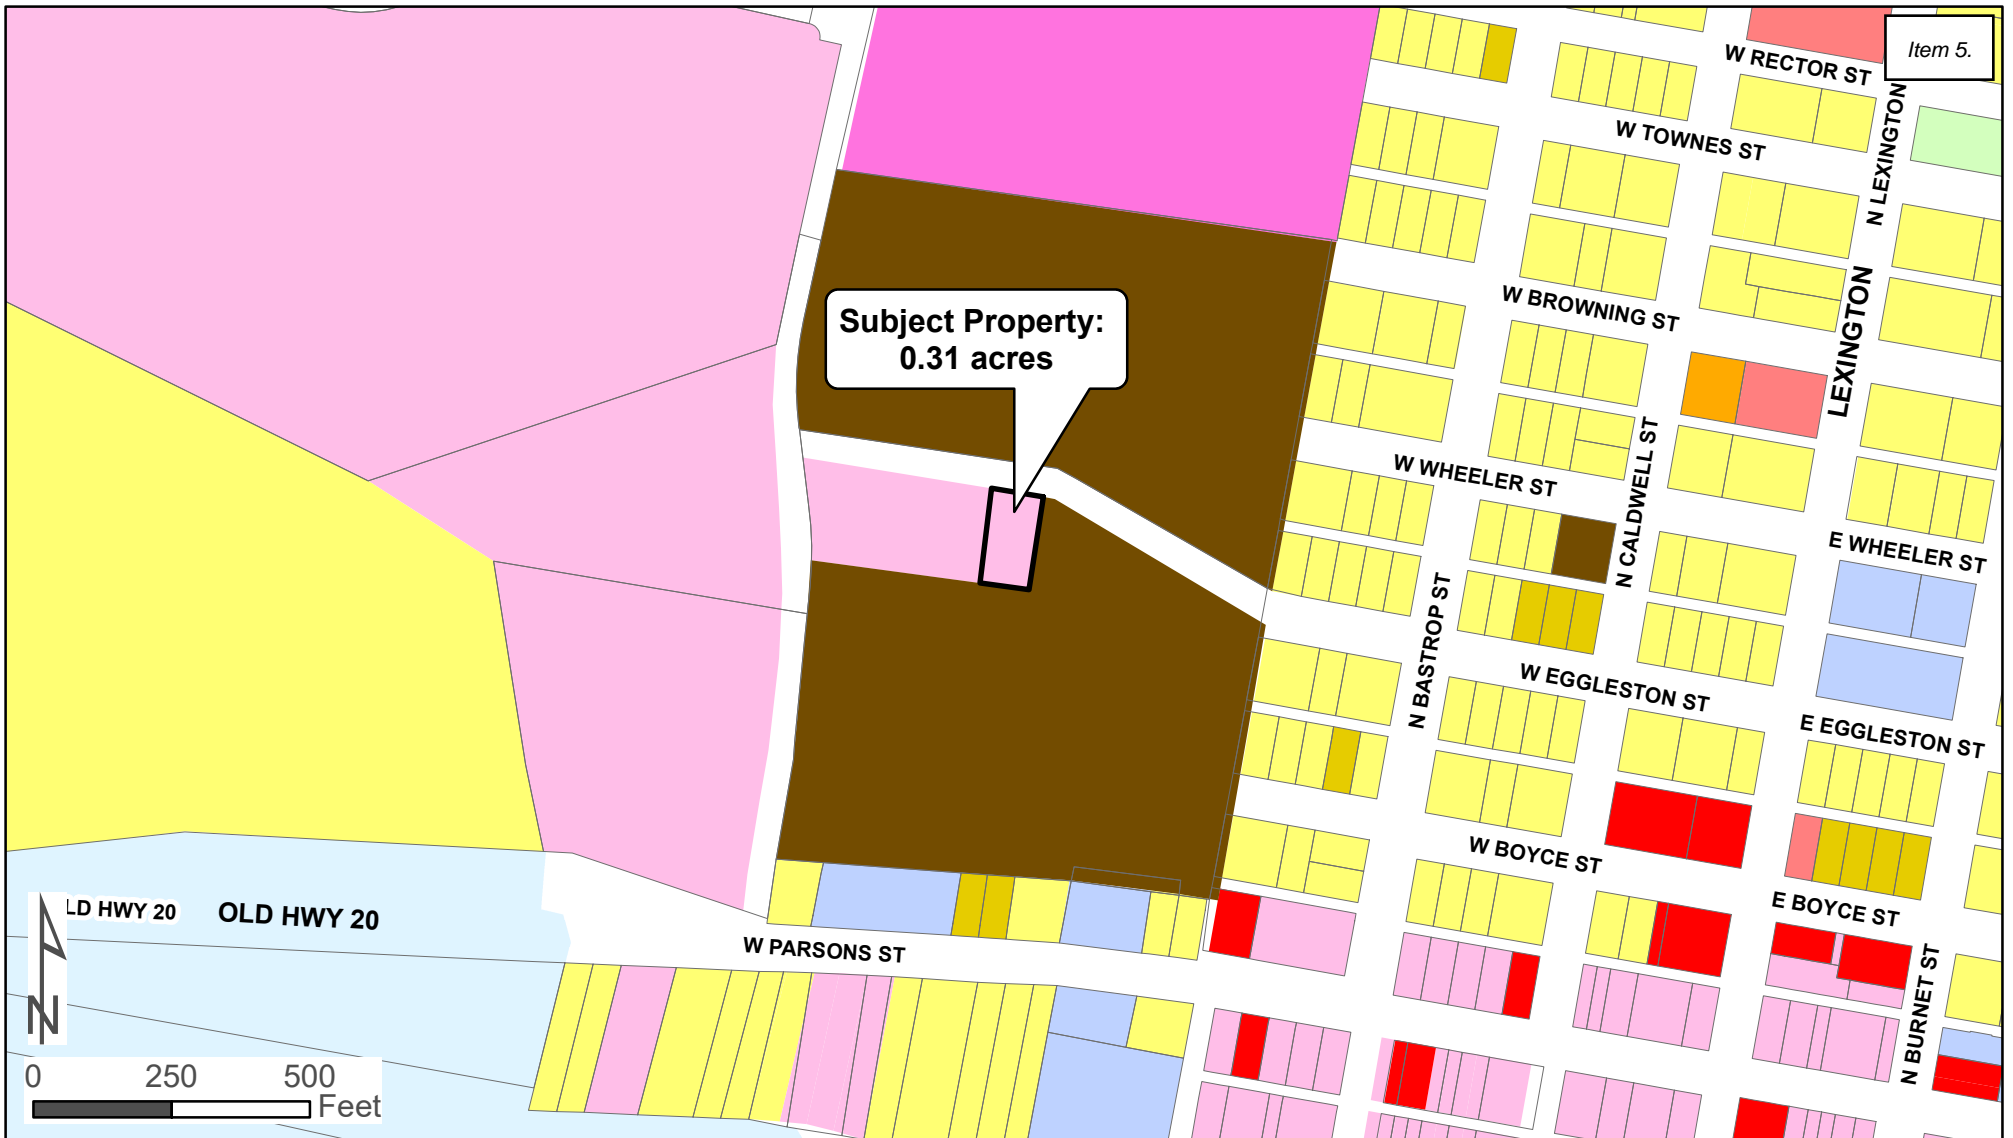 Item 5.
W RECTOR ST
N LEXINGTON
W TOWNES ST
LEXINGTON
W BROWNING ST
Subject Property:
0.31 acres
N CALDWELL ST
W WHEELER ST
E WHEELER ST
N BASTROP ST
W EGGLESTON ST
E EGGLESTON ST
W BOYCE ST
E BOYCE ST
LD HWY 20
OLD HWY 20
W PARSONS ST
N BURNET ST
N
0 250 500
Feet